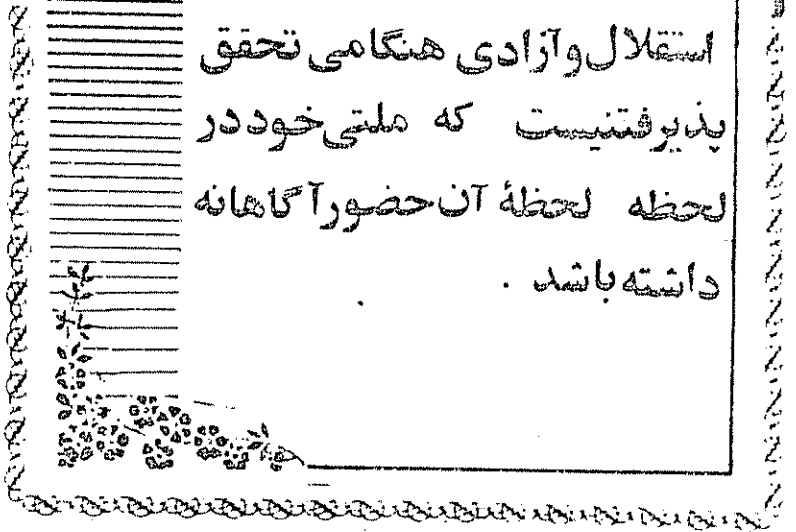 استقلال و آزادی هنگامی تحقق
پذیرفتنیست که ملتی خود در
لحظه لحظهٔ آن حضور آگاهانه
داشته باشد .